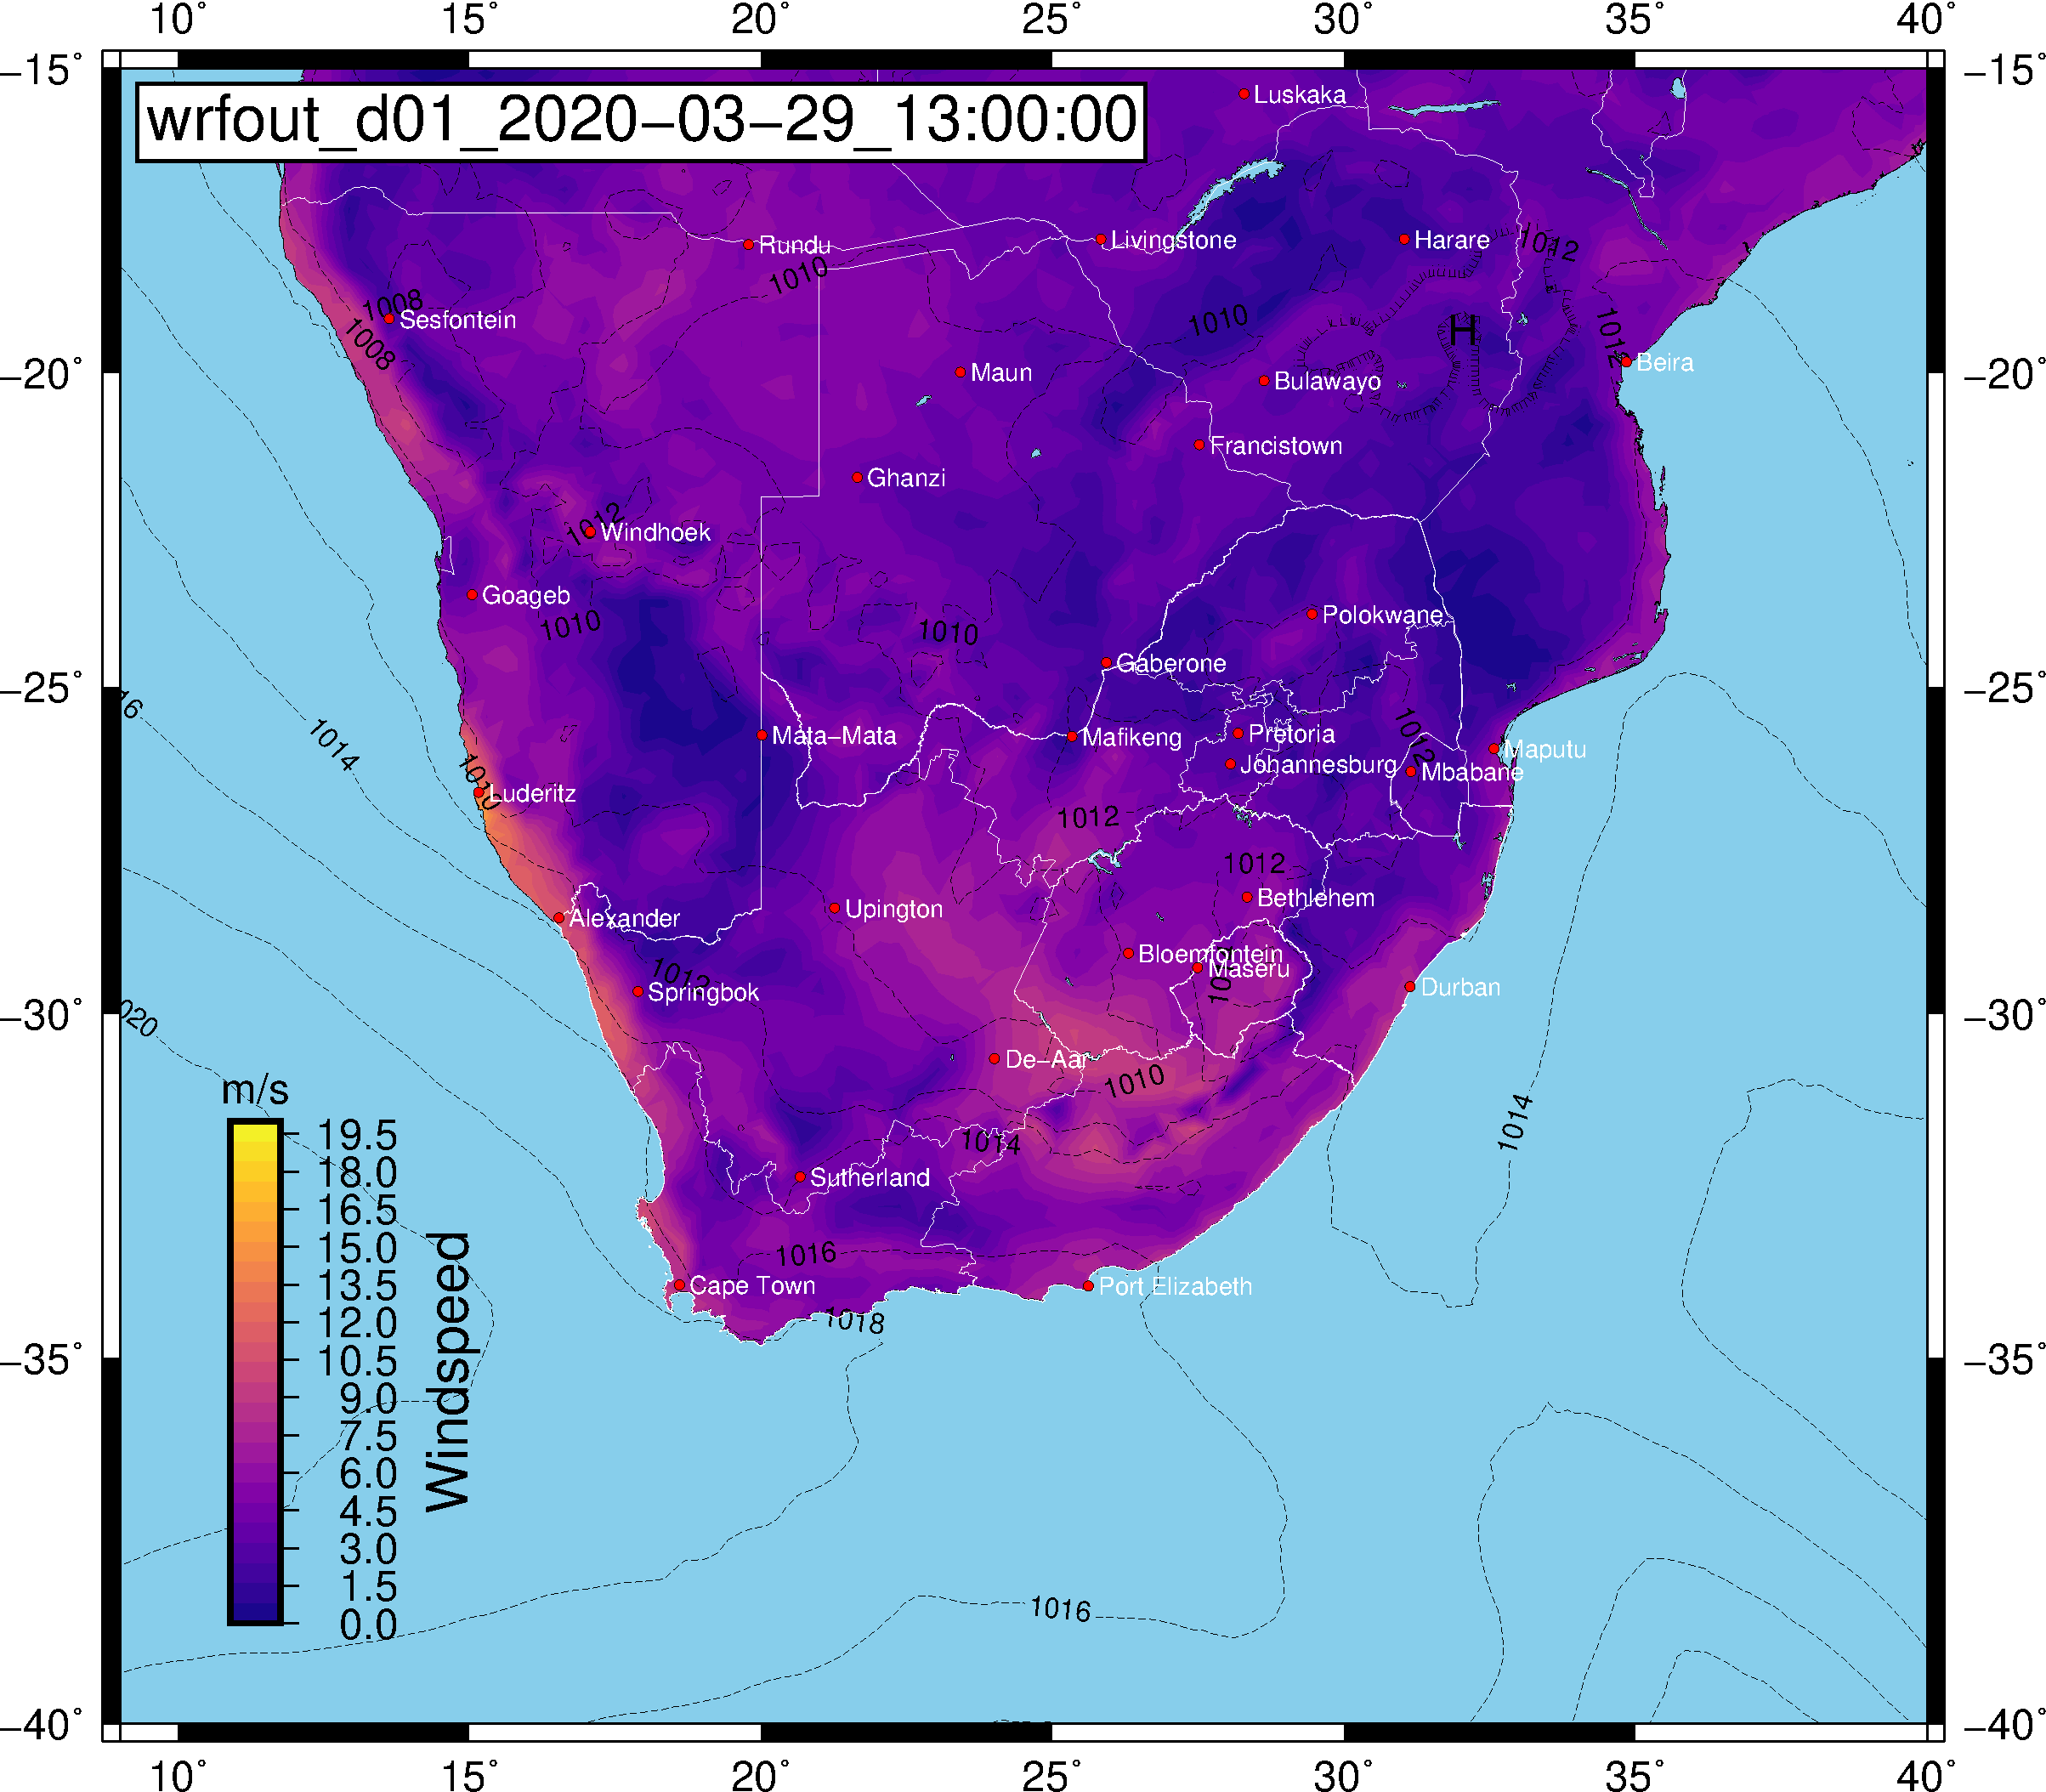 10° 15° 20° 25° 30° 35° 40°
−15° −15°
wrfout_d01_2020−03−29_13:00:00
Luskaka
Rundu
Livingstone
Harare
1012
1010
1008
Sesfontein
1008
1010
H
1012
Beira
−20° −20°
Maun
Bulawayo
Francistown
Ghanzi
1012
Windhoek
Goageb
1010
1010
Polokwane
Gaberone
−25° −25°
16
1014
Mata−Mata
Mafikeng
Pretoria
1012
Maputu
Johannesburg
Mbabane
1010
Luderitz
1012
1012
Bethlehem
Upington
Alexander
Bloemfontein
Maseru
1012
Springbok
Durban
020
−30° −30°
De−Aar
1010
1014
1014
m/s
Sutherland
1016
Cape Town
Port Elizabeth
1018
19.5
18.0
16.5
15.0
13.5
12.0
10.5
9.0
7.5
6.0
4.5
3.0
1.5
0.0
Windspeed
−35° −35°
1016
−40° −40°
10° 15° 20° 25° 30° 35° 40°